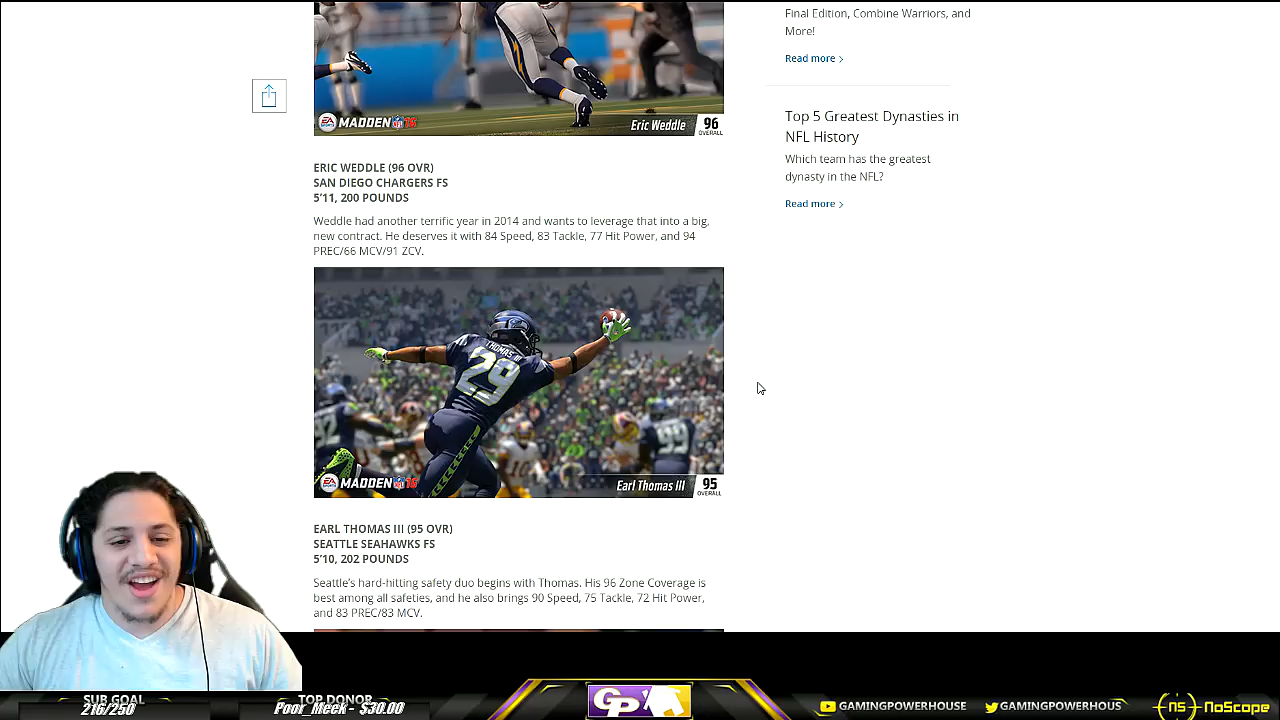 Final Edition, Combine Warriors, and
More!
Read more >
Top 5 Greatest Dynasties in
NFL History
Which team has the greatest
dynasty in the NFL?
Read more >
EA SPORTS MADDEN NFL 16
Eric Weddle 96 OVERALL
ERIC WEDDLE (96 OVR)
SAN DIEGO CHARGERS FS
5'11, 200 POUNDS
Weddle had another terrific year in 2014 and wants to leverage that into a big,
new contract. He deserves it with 84 Speed, 83 Tackle, 77 Hit Power, and 94
PREC/66 MCV/91 ZCV.
THOMAS III
29
99
EA SPORTS MADDEN NFL 16
Earl Thomas III 95 OVERALL
EARL THOMAS III (95 OVR)
SEATTLE SEAHAWKS FS
5'10, 202 POUNDS
Seattle's hard-hitting safety duo begins with Thomas. His 96 Zone Coverage is
best among all safeties, and he also brings 90 Speed, 75 Tackle, 72 Hit Power,
and 83 PREC/83 MCV.
SUB GOAL
216/250
TOP DONOR
Poor_Meek - $30.00
GP
GAMINGPOWERHOUSE
GAMINGPOWERHOUS
NS NoScope